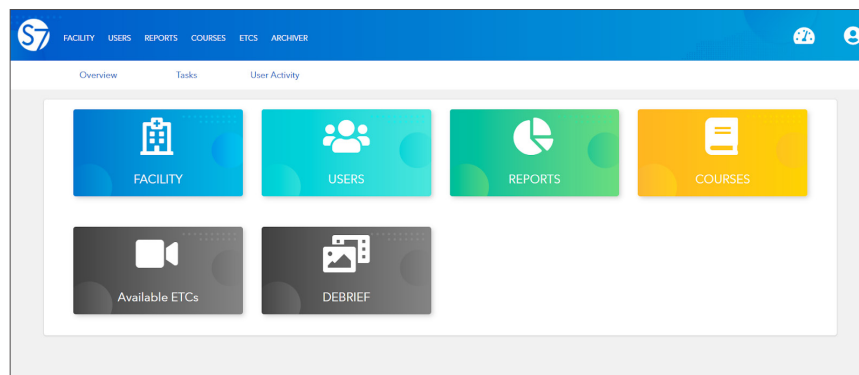 S7 FACILITY USERS REPORTS COURSES ETCS ARCHIVER
Overview Tasks User Activity
FACILITY USERS REPORTS COURSES
Available ETCs DEBRIEF